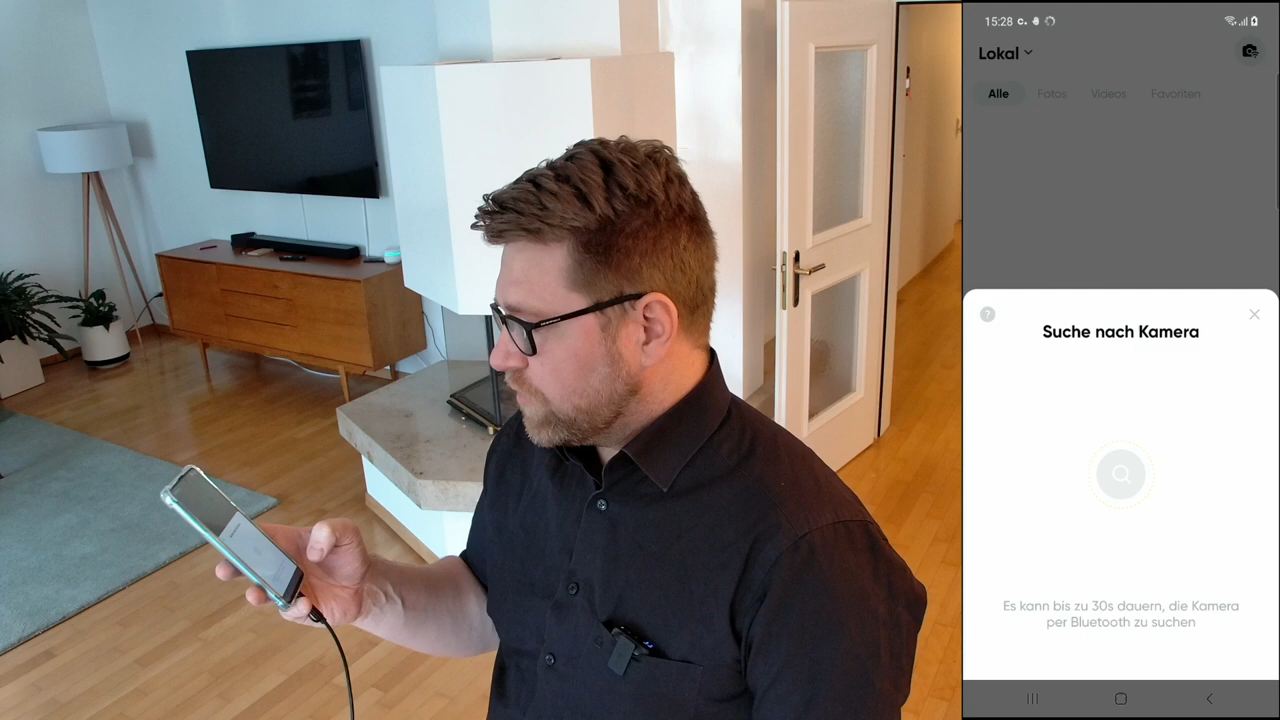 15:28
Lokal
Alle Fotos Videos Favoriten
Suche nach Kamera
Es kann bis zu 30s dauern, die Kamera
per Bluetooth zu suchen